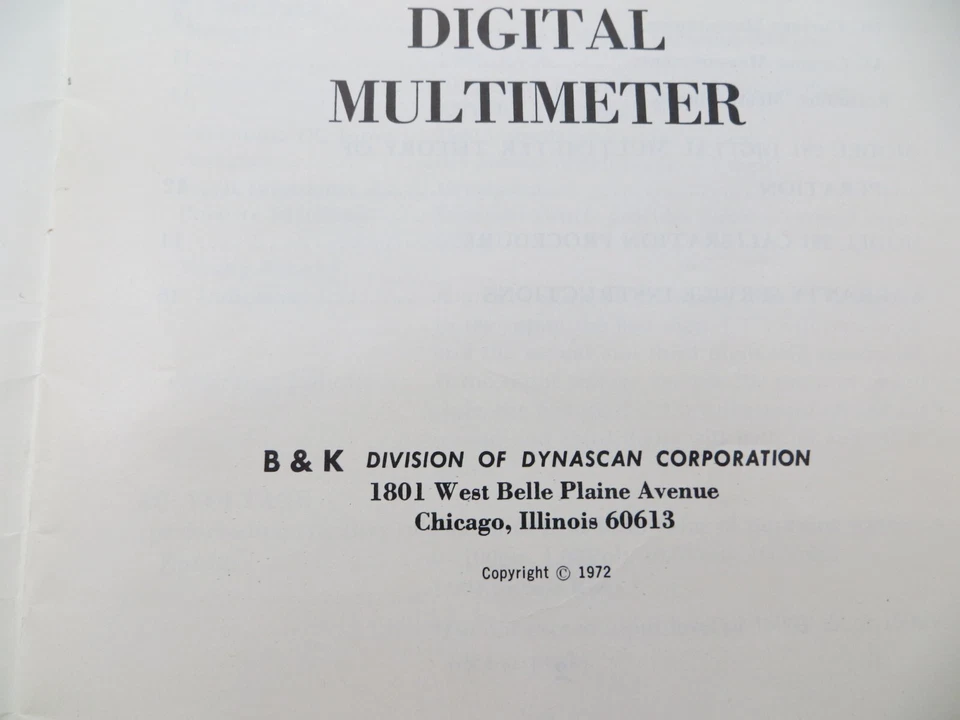 DIGITAL
MULTIMETER
B & K DIVISION OF DYNASCAN CORPORATION
1801 West Belle Plaine Avenue
Chicago, Illinois 60613
Copyright © 1972